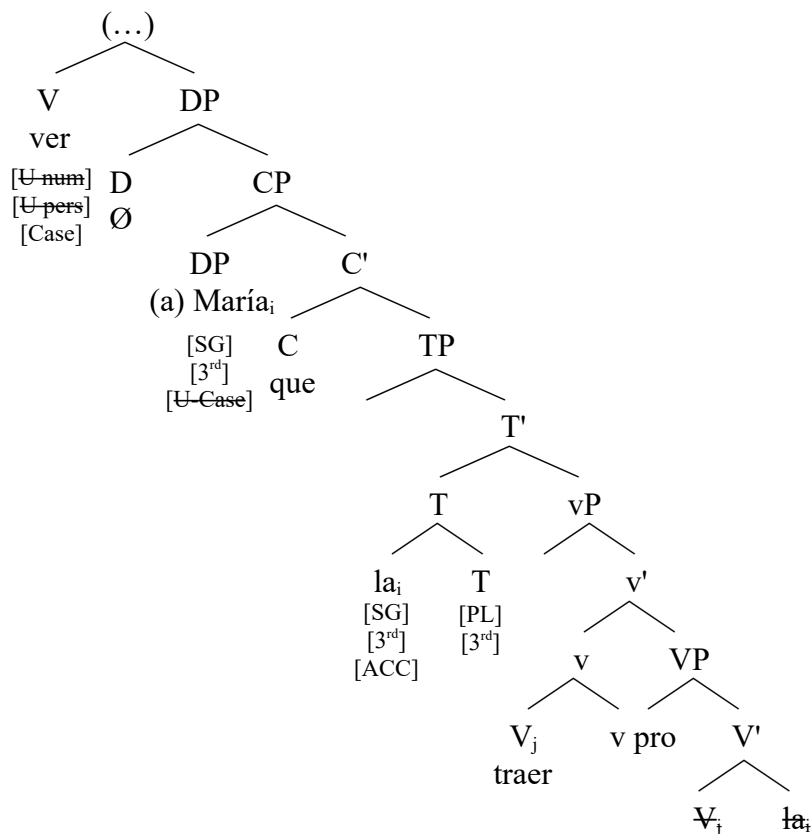 (…)
V DP
ver
[U num] D CP
[U pers] Ø
[Case]
DP C'
(a) Maríaᵢ
[SG] C TP
[3ʳᵈ] que
[U-Case]
T'
T vP
laᵢ T v'
[SG] [PL]
[3ʳᵈ] [3ʳᵈ]
[ACC]
v VP
Vⱼ v pro V'
traer
Vⱼ laᵢ